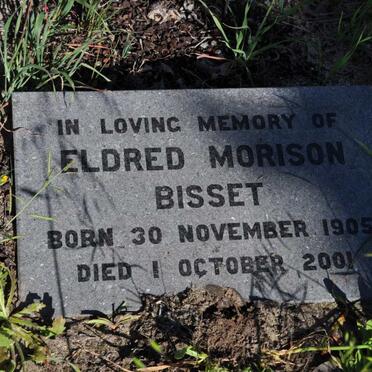 IN LOVING MEMORY OF
ELDRED MORISON
BISSET
BORN 30 NOVEMBER 1905
DIED 1 OCTOBER 2001